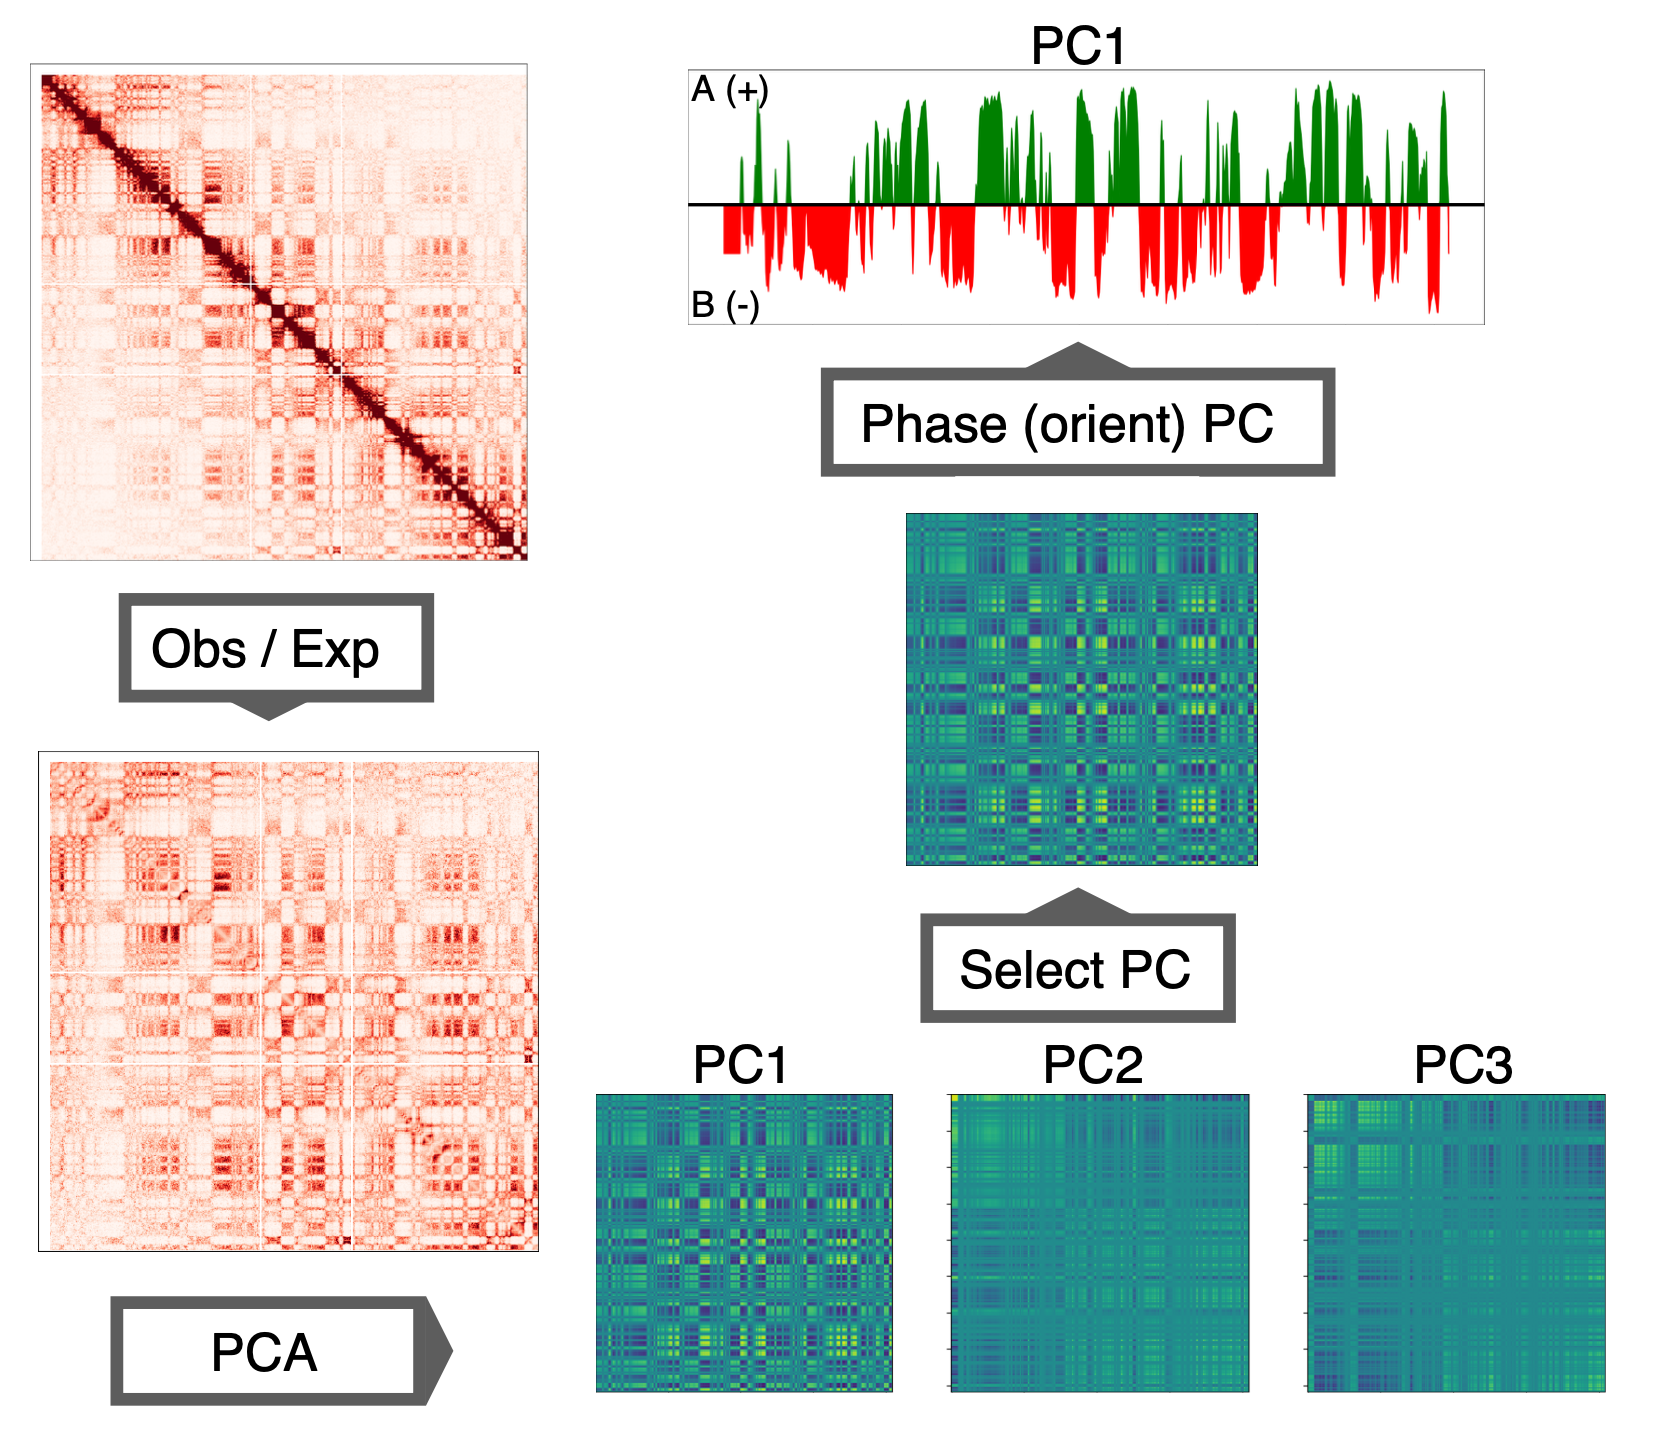 PC1
A (+)
B (-)
Phase (orient) PC
Obs / Exp
Select PC
PC1
PC2
PC3
PCA